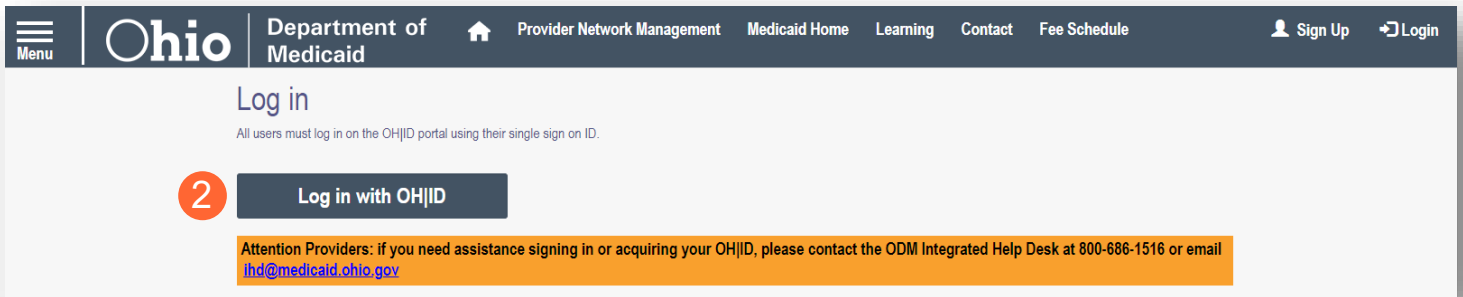 Menu
Ohio
Department of
Medicaid
Provider Network Management
Medicaid Home
Learning
Contact
Fee Schedule
Sign Up
Login
Log in
All users must log in on the OH|ID portal using their single sign on ID.
2
Log in with OH|ID
Attention Providers: if you need assistance signing in or acquiring your OH|ID, please contact the ODM Integrated Help Desk at 800-686-1516 or email
ihd@medicaid.ohio.gov